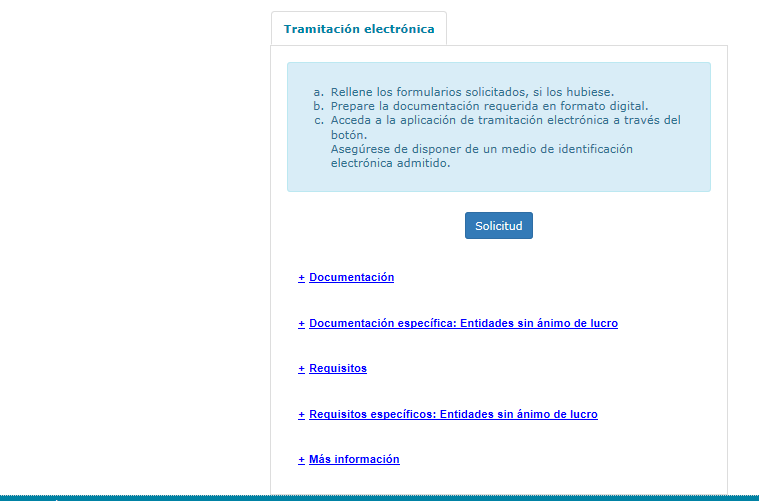 Tramitación electrónica
a. Rellene los formularios solicitados, si los hubiese.
b. Prepare la documentación requerida en formato digital.
c. Acceda a la aplicación de tramitación electrónica a través del
botón.
Asegúrese de disponer de un medio de identificación
electrónica admitido.
Solicitud
+ Documentación
+ Documentación específica: Entidades sin ánimo de lucro
+ Requisitos
+ Requisitos específicos: Entidades sin ánimo de lucro
+ Más información